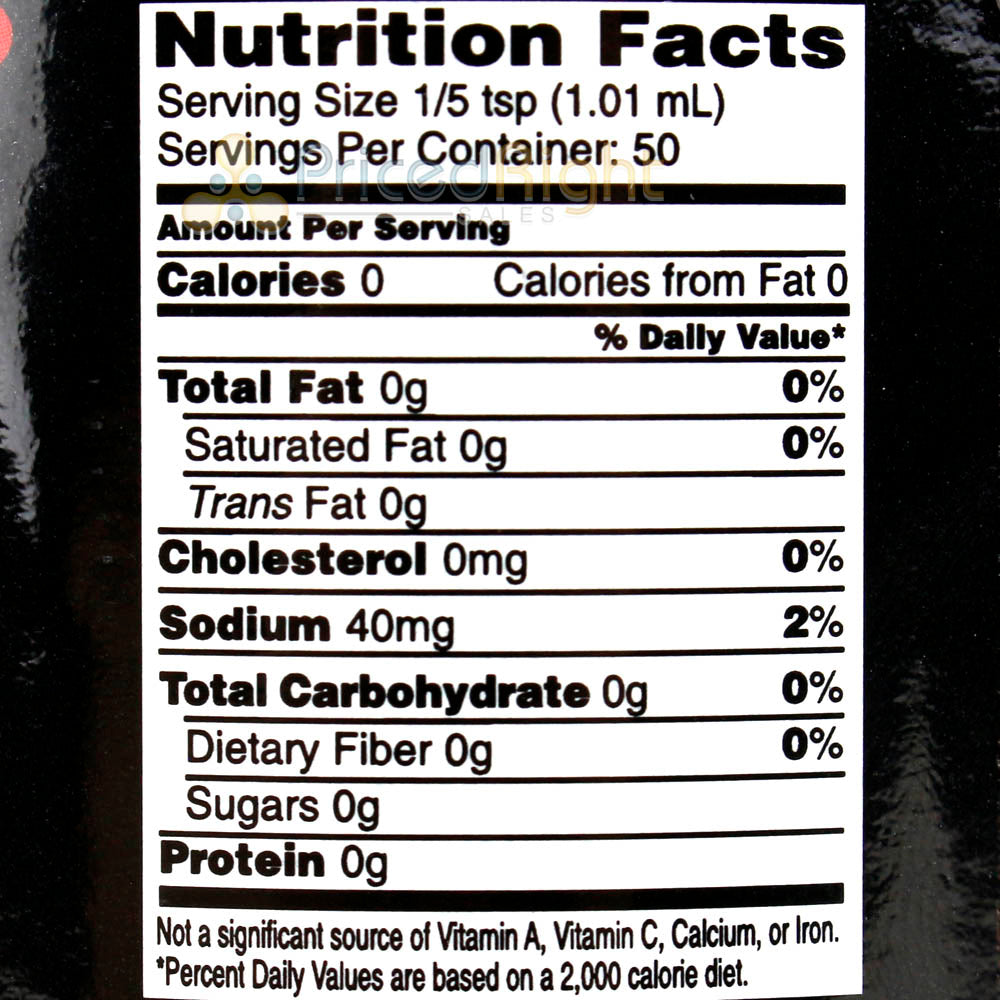 Nutrition Facts
Serving Size 1/5 tsp (1.01 mL)
Servings Per Container: 50
PricedRight
SALES
Amount Per Serving
Calories 0 Calories from Fat 0
% Daily Value*
Total Fat 0g 0%
Saturated Fat 0g 0%
Trans Fat 0g
Cholesterol 0mg 0%
Sodium 40mg 2%
Total Carbohydrate 0g 0%
Dietary Fiber 0g 0%
Sugars 0g
Protein 0g
Not a significant source of Vitamin A, Vitamin C, Calcium, or Iron.
*Percent Daily Values are based on a 2,000 calorie diet.